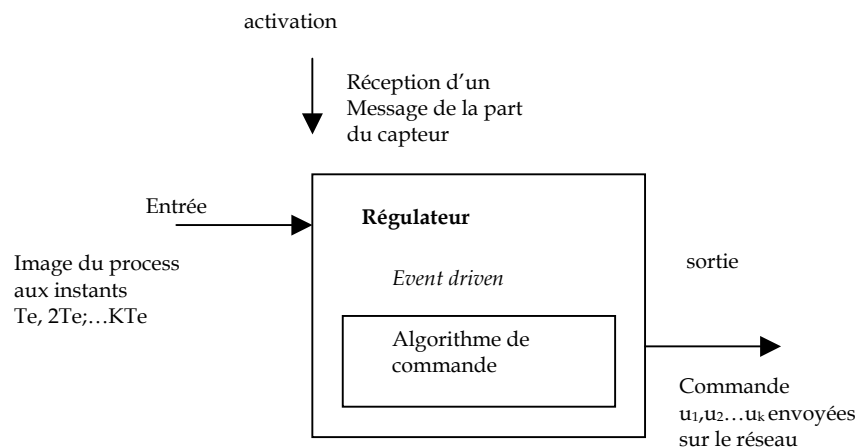 activation
Réception d’un
Message de la part
du capteur
Entrée
Régulateur
Image du process
aux instants
Te, 2Te;…KTe
Event driven
sortie
Algorithme de
commande
Commande
u1,u2…uk envoyées
sur le réseau